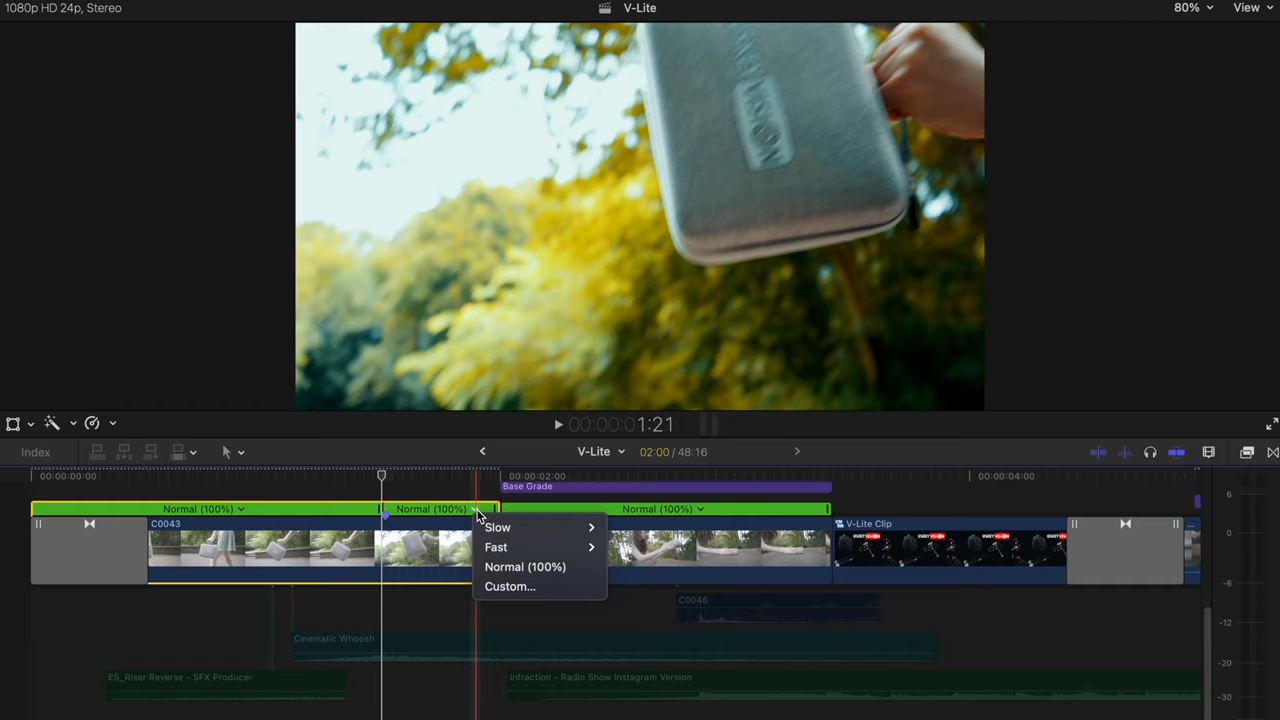 1080p HD 24p, Stereo
V-Lite
80%
View
VISION
00:00:01:21
Index
V-Lite
02:00 / 48:16
00:00:00:00
00:00:02:00
00:00:04:00
Base Grade
Normal (100%)
Normal (100%)
Normal (100%)
C0043
V-Lite Clip
...
Slow
Fast
Normal (100%)
Custom...
C0046
Cinematic Whoosh
ES_Riser Reverse - SFX Producer
Infraction - Radio Show Instagram Version
6
0
-6
-12
-20
-30